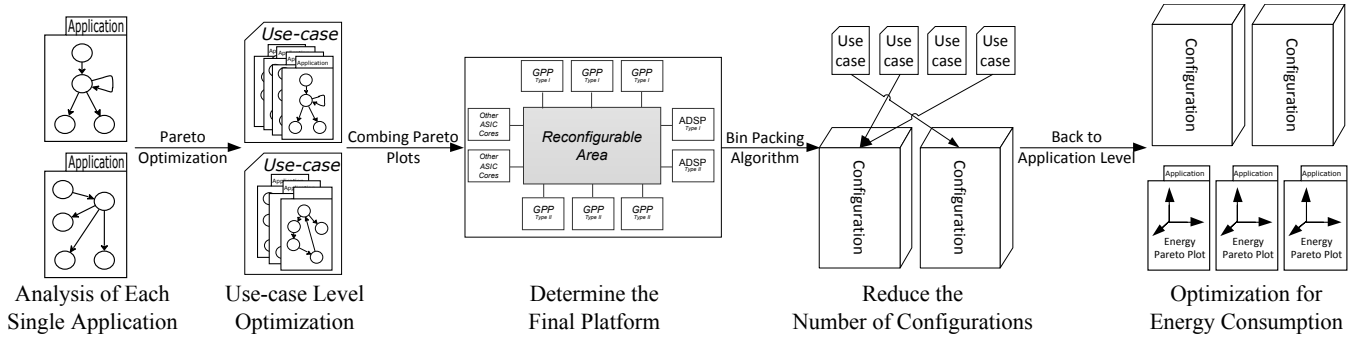 Application
Application
Analysis of Each
Single Application
Pareto
Optimization
Use-case
Application
Use-case
Use-case Level
Optimization
Combing Pareto
Plots
GPP
Type I
GPP
Type I
GPP
Type I
Other
ASIC
Cores
Other
ASIC
Cores
Reconfigurable
Area
ADSP
Type I
ADSP
Type II
GPP
Type II
GPP
Type II
GPP
Type II
Determine the
Final Platform
Bin Packing
Algorithm
Use
case
Use
case
Use
case
Use
case
Configuration
Configuration
Reduce the
Number of Configurations
Back to
Application Level
Configuration
Configuration
Application
Energy
Pareto Plot
Application
Energy
Pareto Plot
Application
Energy
Pareto Plot
Optimization for
Energy Consumption